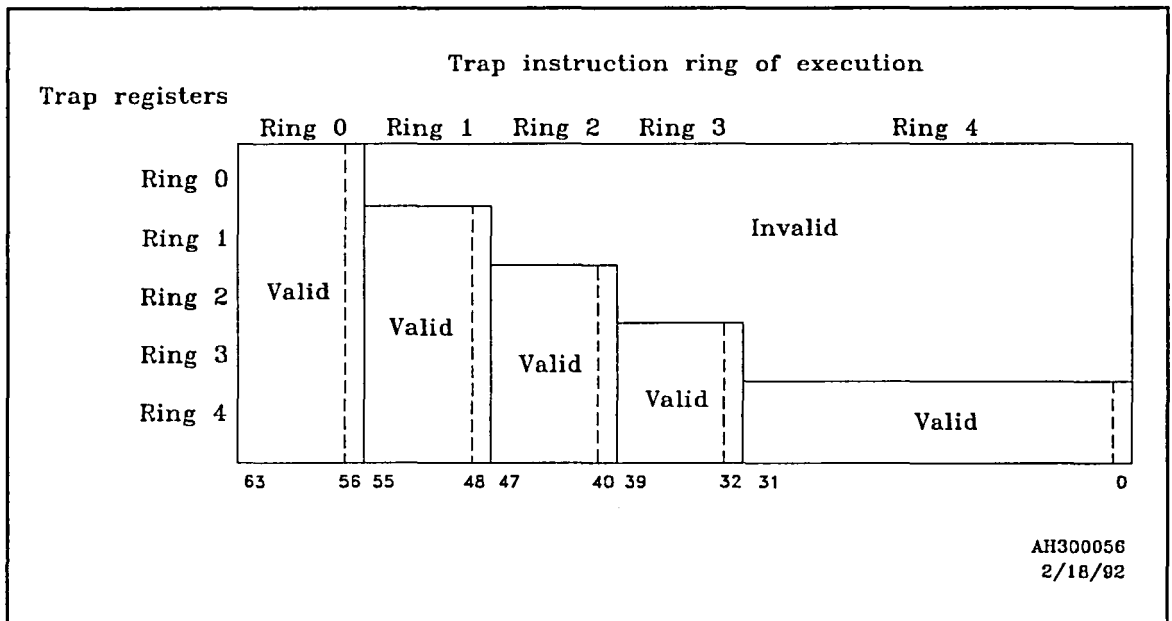 Trap instruction ring of execution
Trap registers
Ring 0 Ring 1 Ring 2 Ring 3 Ring 4
Ring 0
Ring 1 Invalid
Ring 2 Valid
Valid
Ring 3 Valid
Valid
Ring 4 Valid
63 56 55 48 47 40 39 32 31 0
AH300056
2/18/92